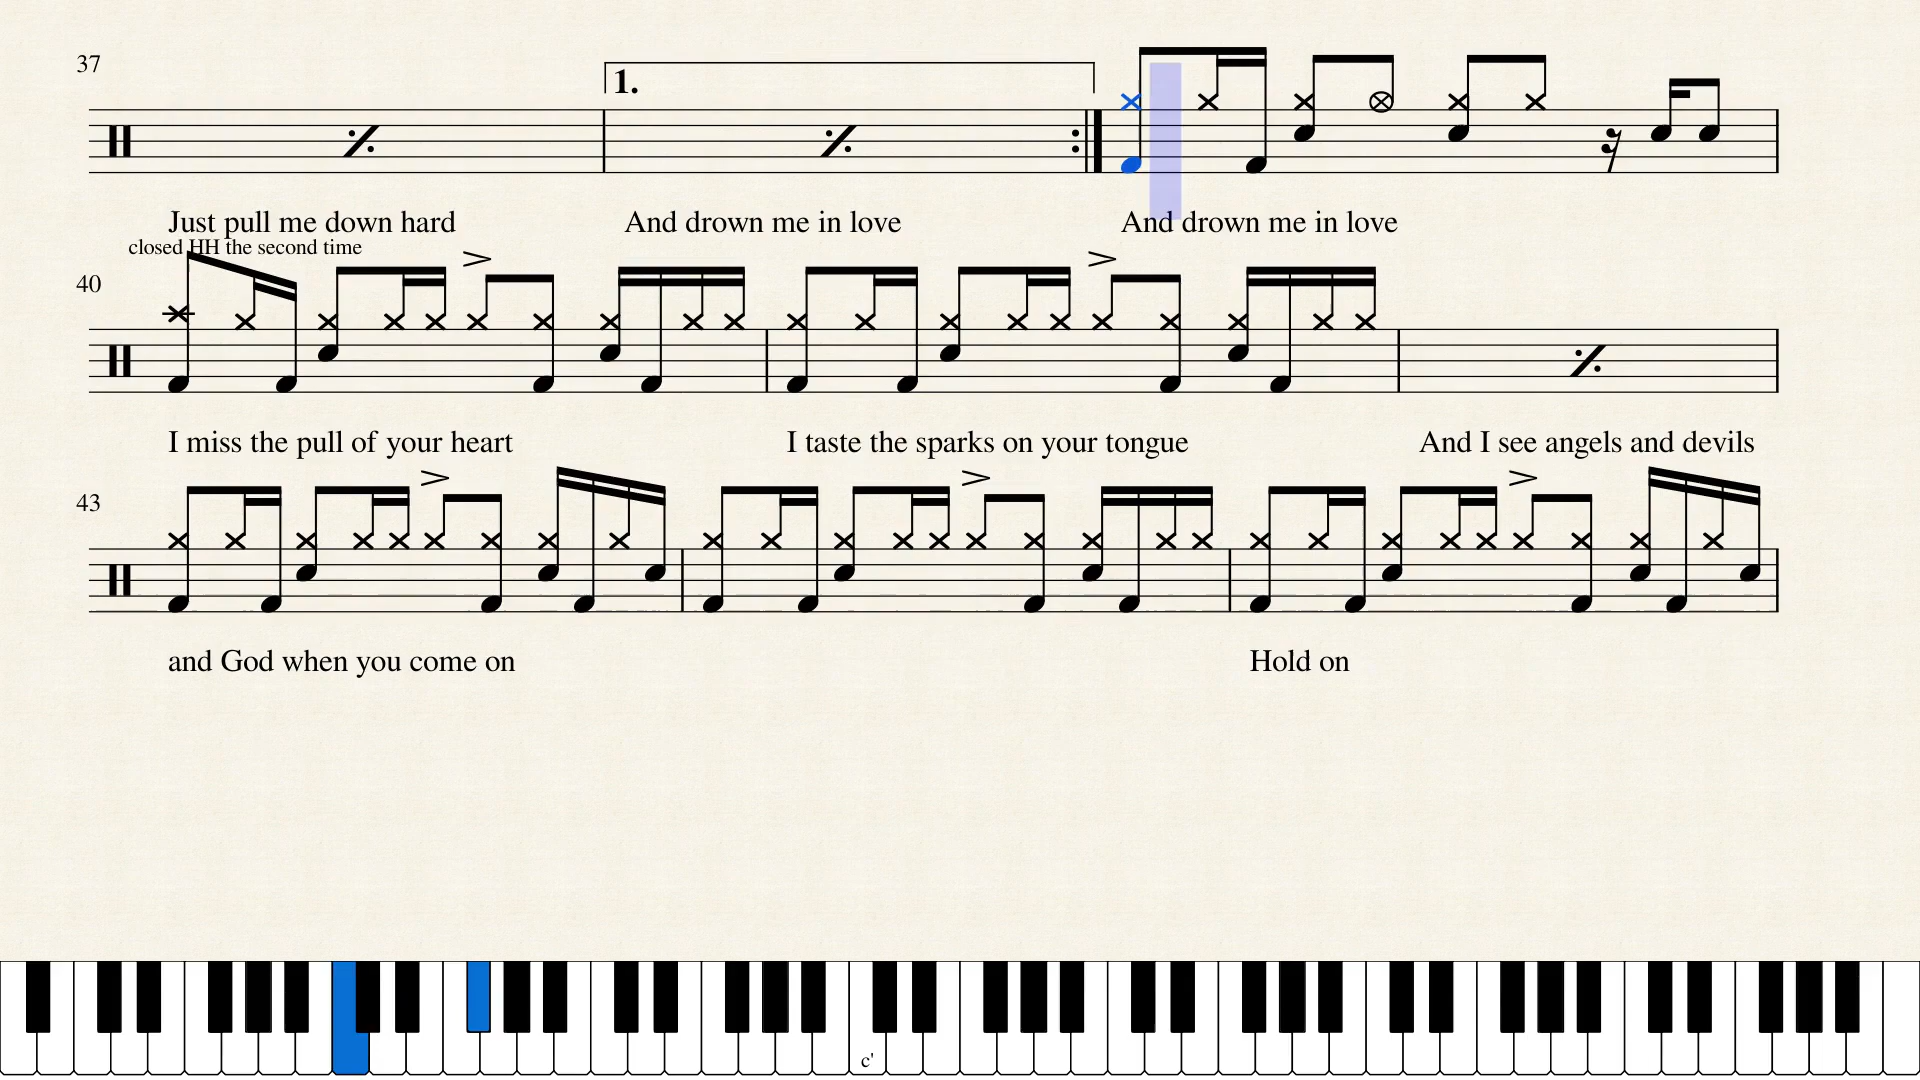 37
1.
Just pull me down hard And drown me in love And drown me in love
closed HH the second time
40
>
>
I miss the pull of your heart I taste the sparks on your tongue And I see angels and devils
43
>
>
>
and God when you come on Hold on
c'